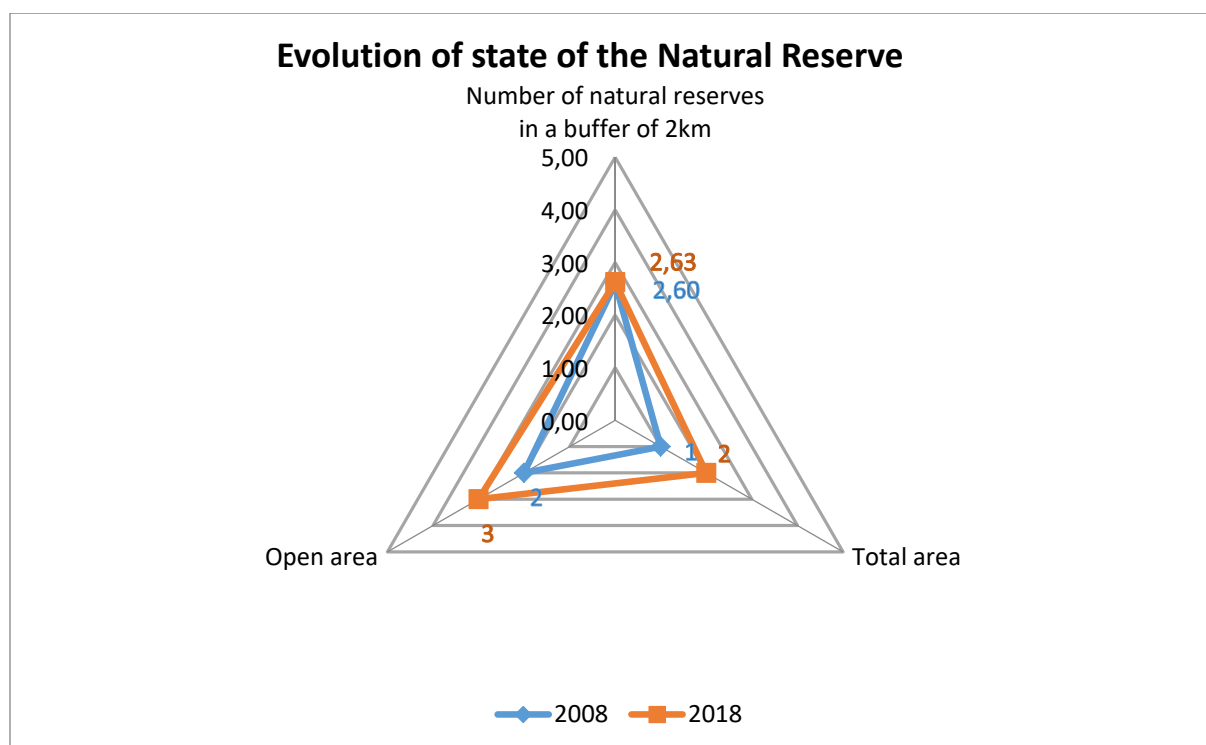 Evolution of state of the Natural Reserve
Number of natural reserves
in a buffer of 2km
5,00
4,00
3,00
2,63
2,60
2,00
1,00
0,00
1
2
2
3
Open area
Total area
2008
2018